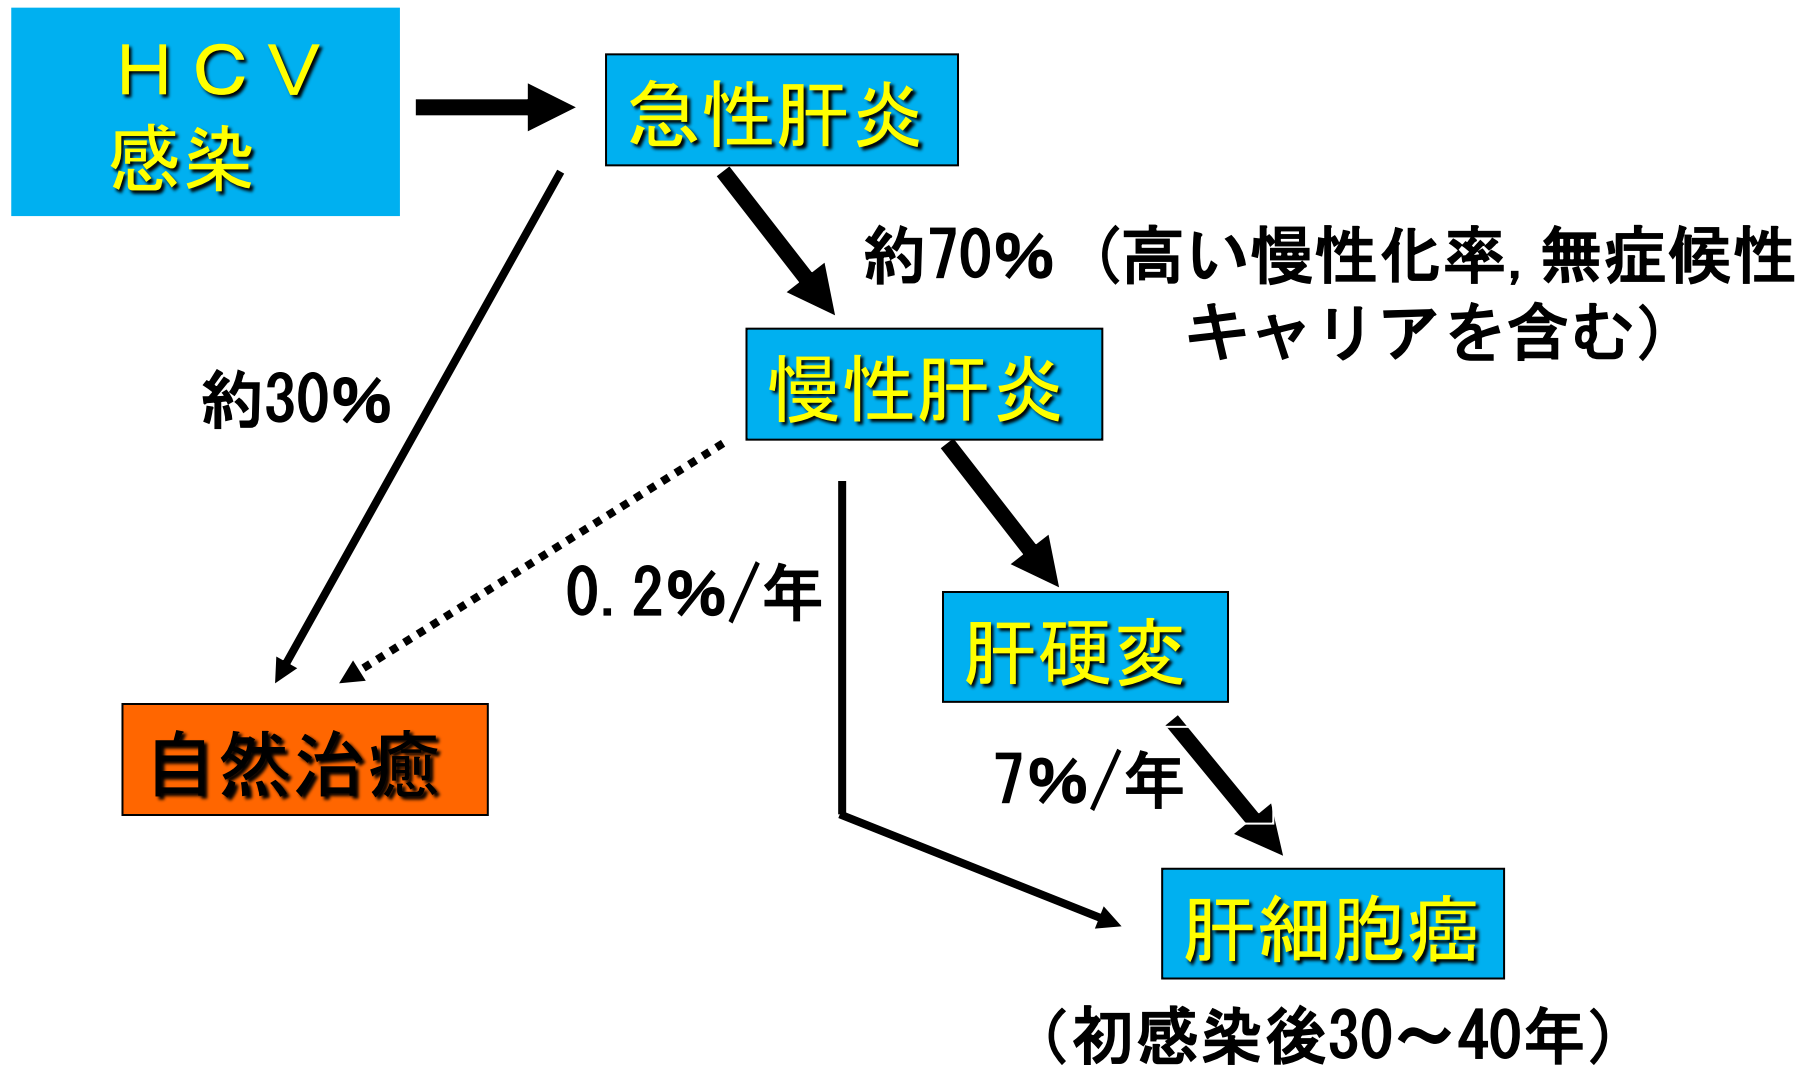 ＨＣＶ
感染
急性肝炎
約70%（高い慢性化率,無症候性
キャリアを含む）
慢性肝炎
約30%
0.2%/年
肝硬変
7%/年
自然治癒
肝細胞癌
（初感染後30～40年）